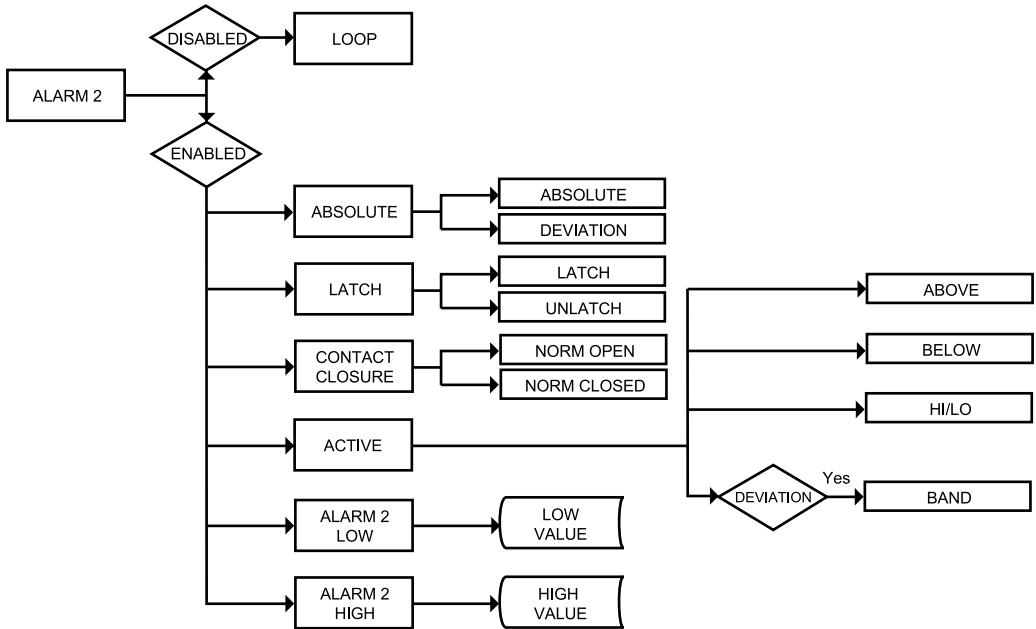 DISABLED
LOOP
ALARM 2
ENABLED
ABSOLUTE
ABSOLUTE
DEVIATION
LATCH
LATCH
UNLATCH
ABOVE
CONTACT
CLOSURE
NORM OPEN
NORM CLOSED
BELOW
HI/LO
ACTIVE
DEVIATION
Yes
BAND
ALARM 2
LOW
LOW
VALUE
ALARM 2
HIGH
HIGH
VALUE